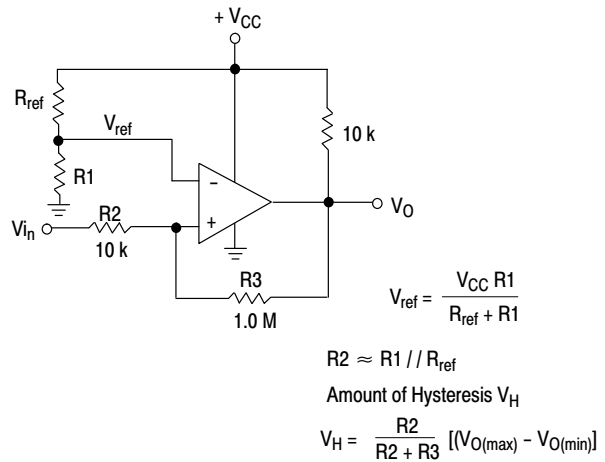 + VCC
Rref
Vref
10 k
R1
–
+
VO
Vin
R2
10 k
R3
1.0 M
Vref = VCC R1 / Rref + R1
R2 ≈ R1 // Rref
Amount of Hysteresis VH
VH = R2 / R2 + R3 [(VO(max) – VO(min)]